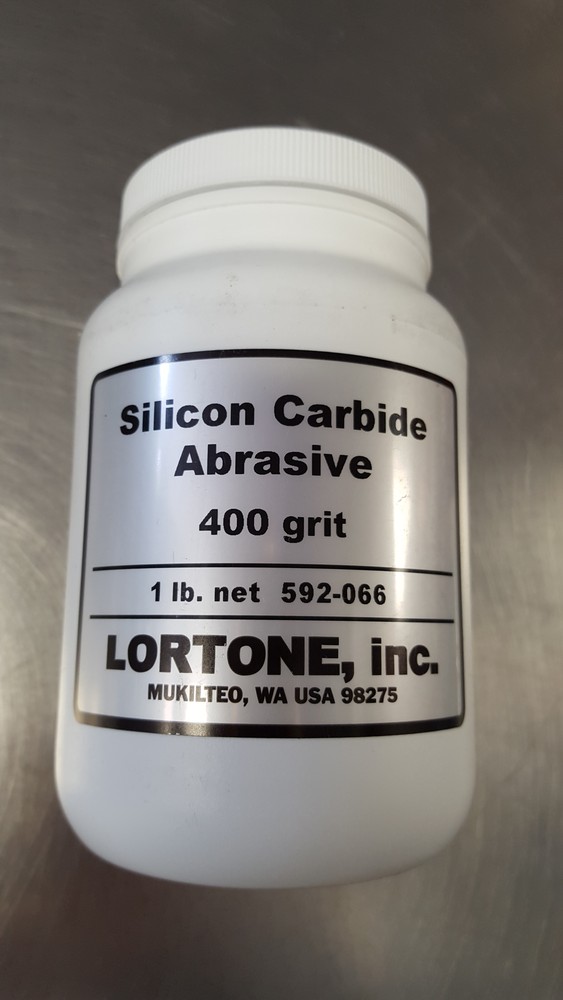 Silicon Carbide
Abrasive
400 grit
1 lb. net 592-066
LORTONE, inc.
MUKILTEO, WA USA 98275